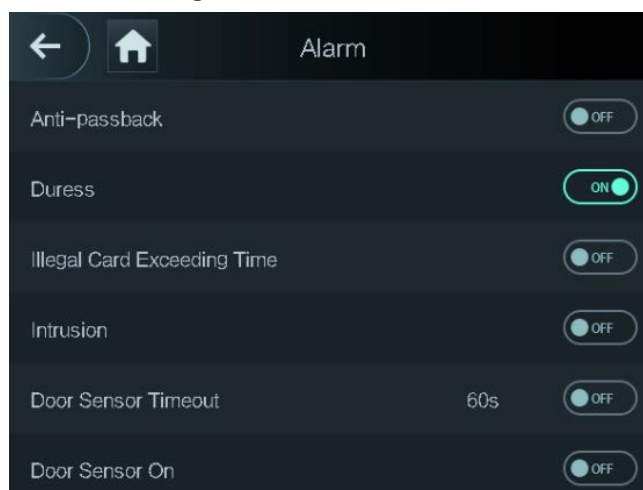 Alarm
Anti-passback OFF
Duress ON
Illegal Card Exceeding Time OFF
Intrusion OFF
Door Sensor Timeout 60s OFF
Door Sensor On OFF